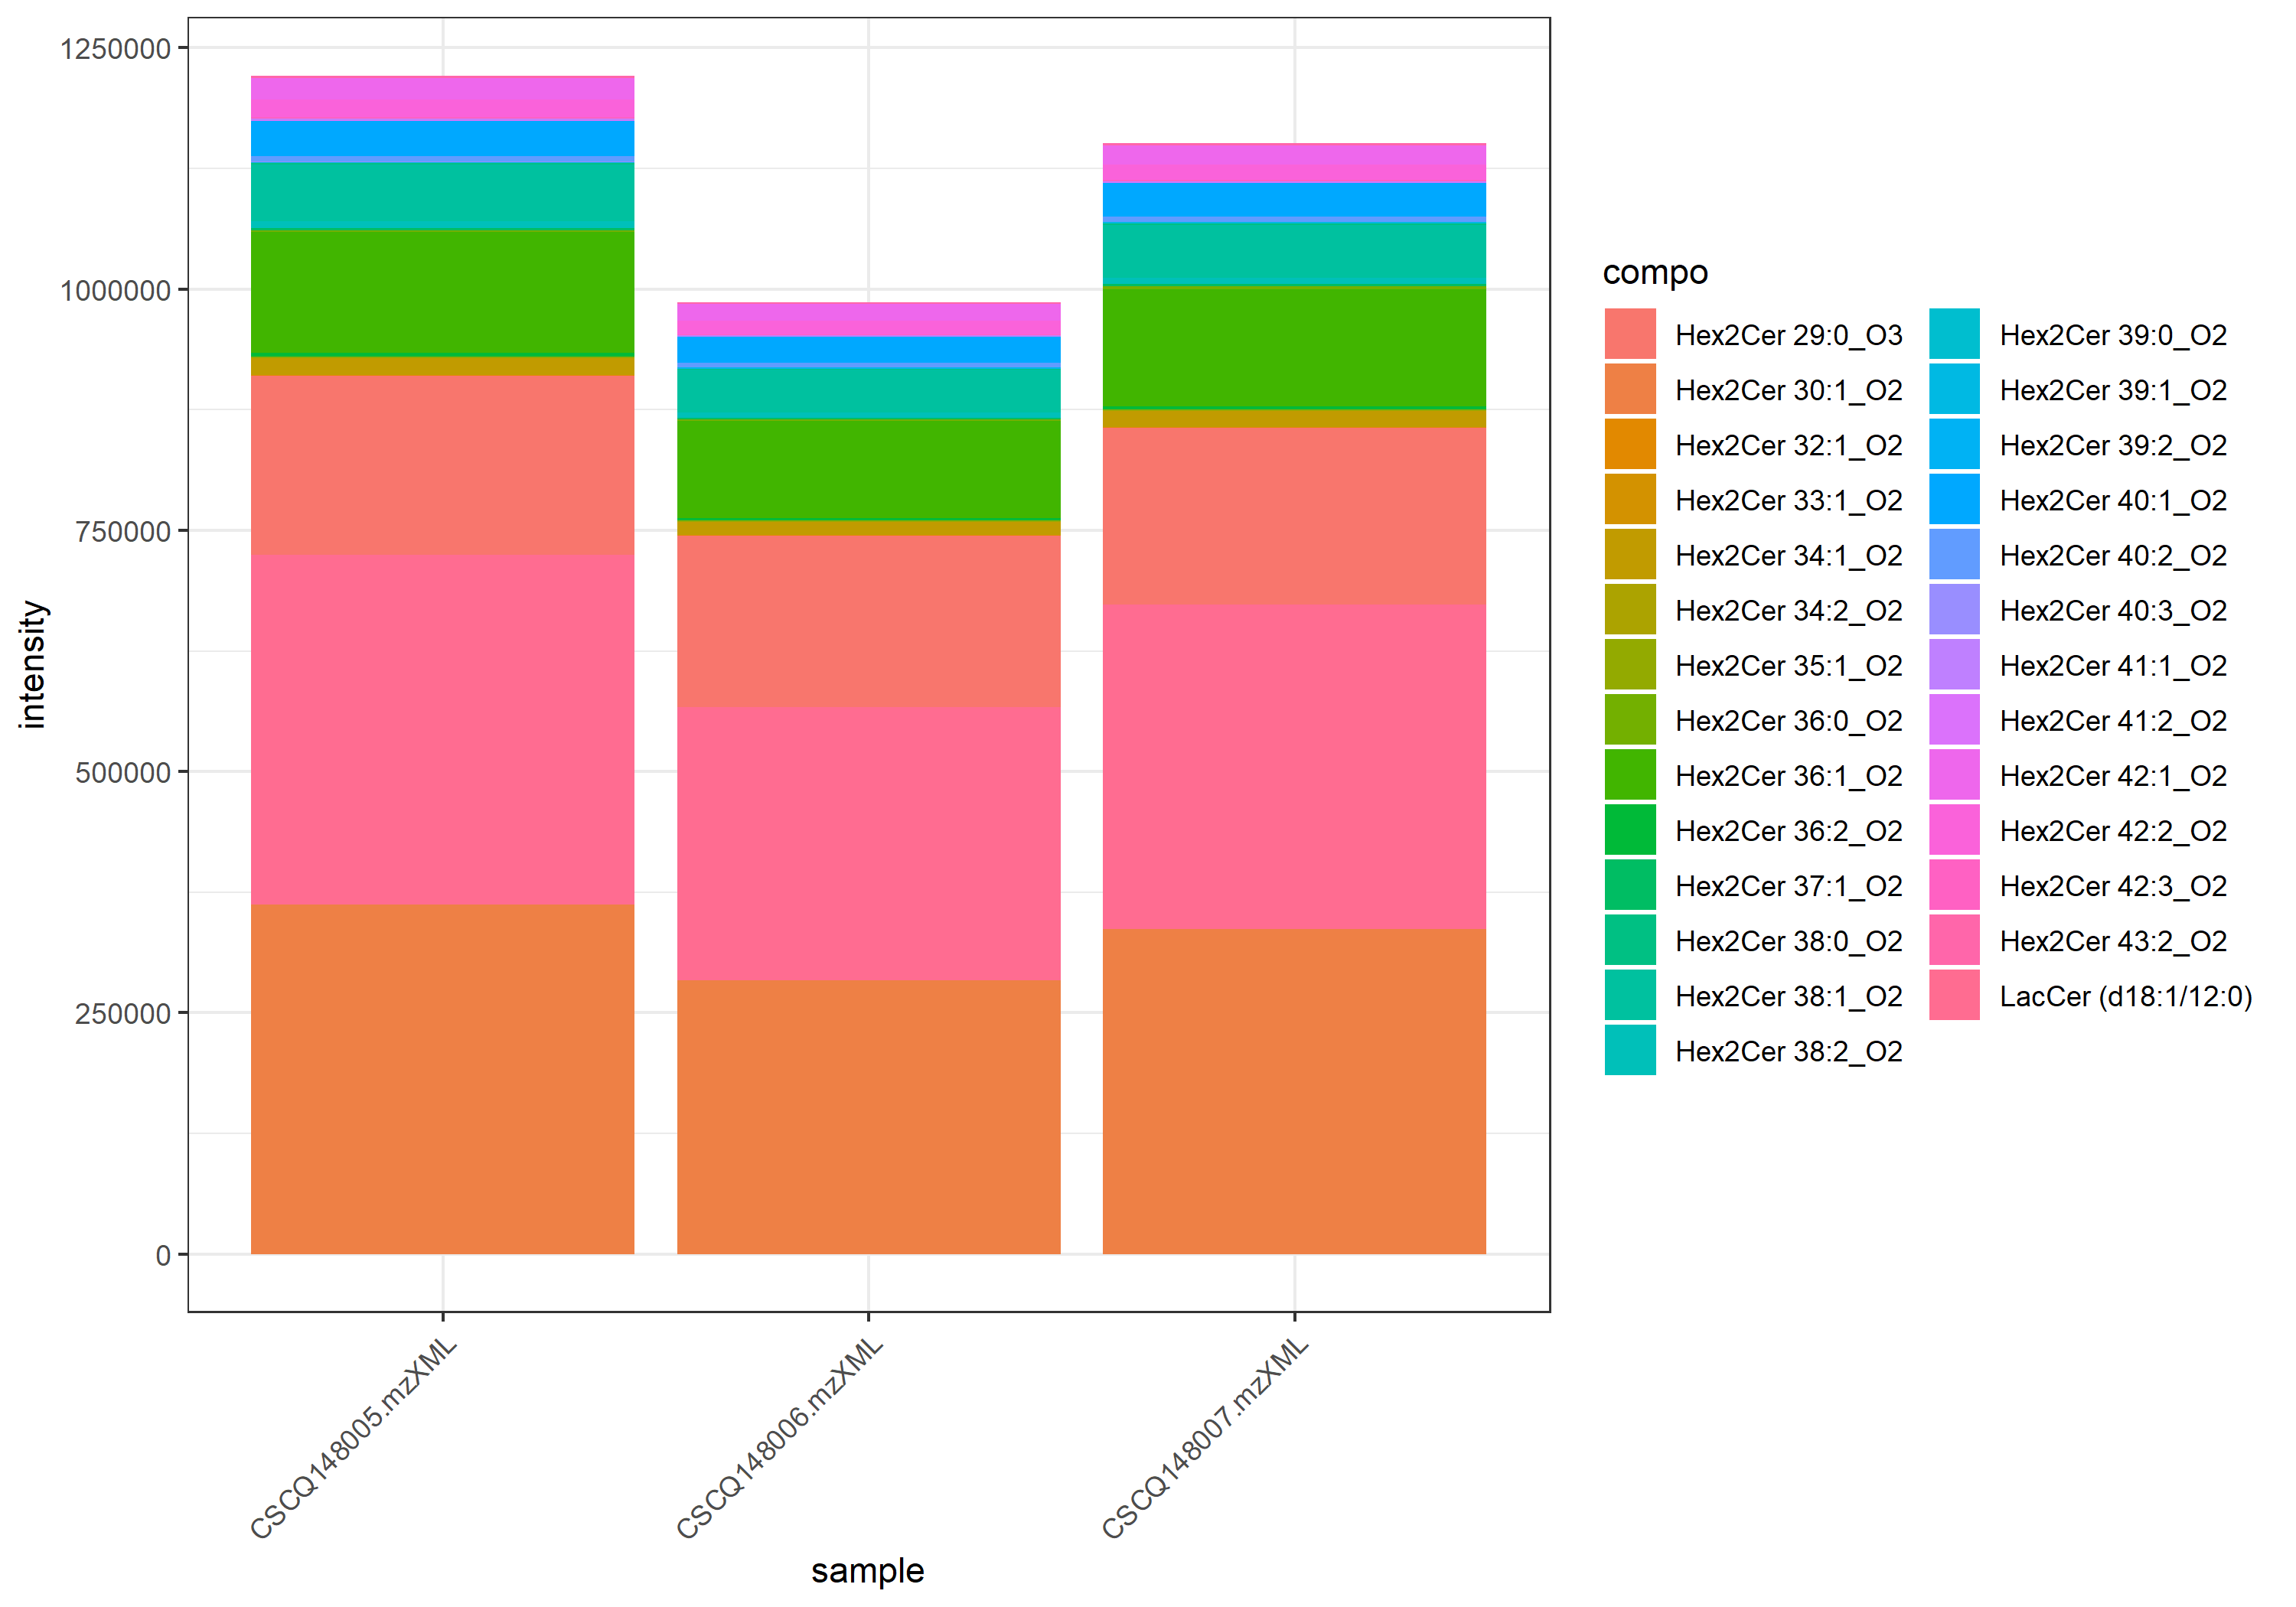 1250000
1000000
750000
500000
250000
0
intensity
CSCQ148005.mzXML
CSCQ148006.mzXML
CSCQ148007.mzXML
sample
compo
Hex2Cer 29:0_O3
Hex2Cer 30:1_O2
Hex2Cer 32:1_O2
Hex2Cer 33:1_O2
Hex2Cer 34:1_O2
Hex2Cer 34:2_O2
Hex2Cer 35:1_O2
Hex2Cer 36:0_O2
Hex2Cer 36:1_O2
Hex2Cer 36:2_O2
Hex2Cer 37:1_O2
Hex2Cer 38:0_O2
Hex2Cer 38:1_O2
Hex2Cer 38:2_O2
Hex2Cer 39:0_O2
Hex2Cer 39:1_O2
Hex2Cer 39:2_O2
Hex2Cer 40:1_O2
Hex2Cer 40:2_O2
Hex2Cer 40:3_O2
Hex2Cer 41:1_O2
Hex2Cer 41:2_O2
Hex2Cer 42:1_O2
Hex2Cer 42:2_O2
Hex2Cer 42:3_O2
Hex2Cer 43:2_O2
LacCer (d18:1/12:0)